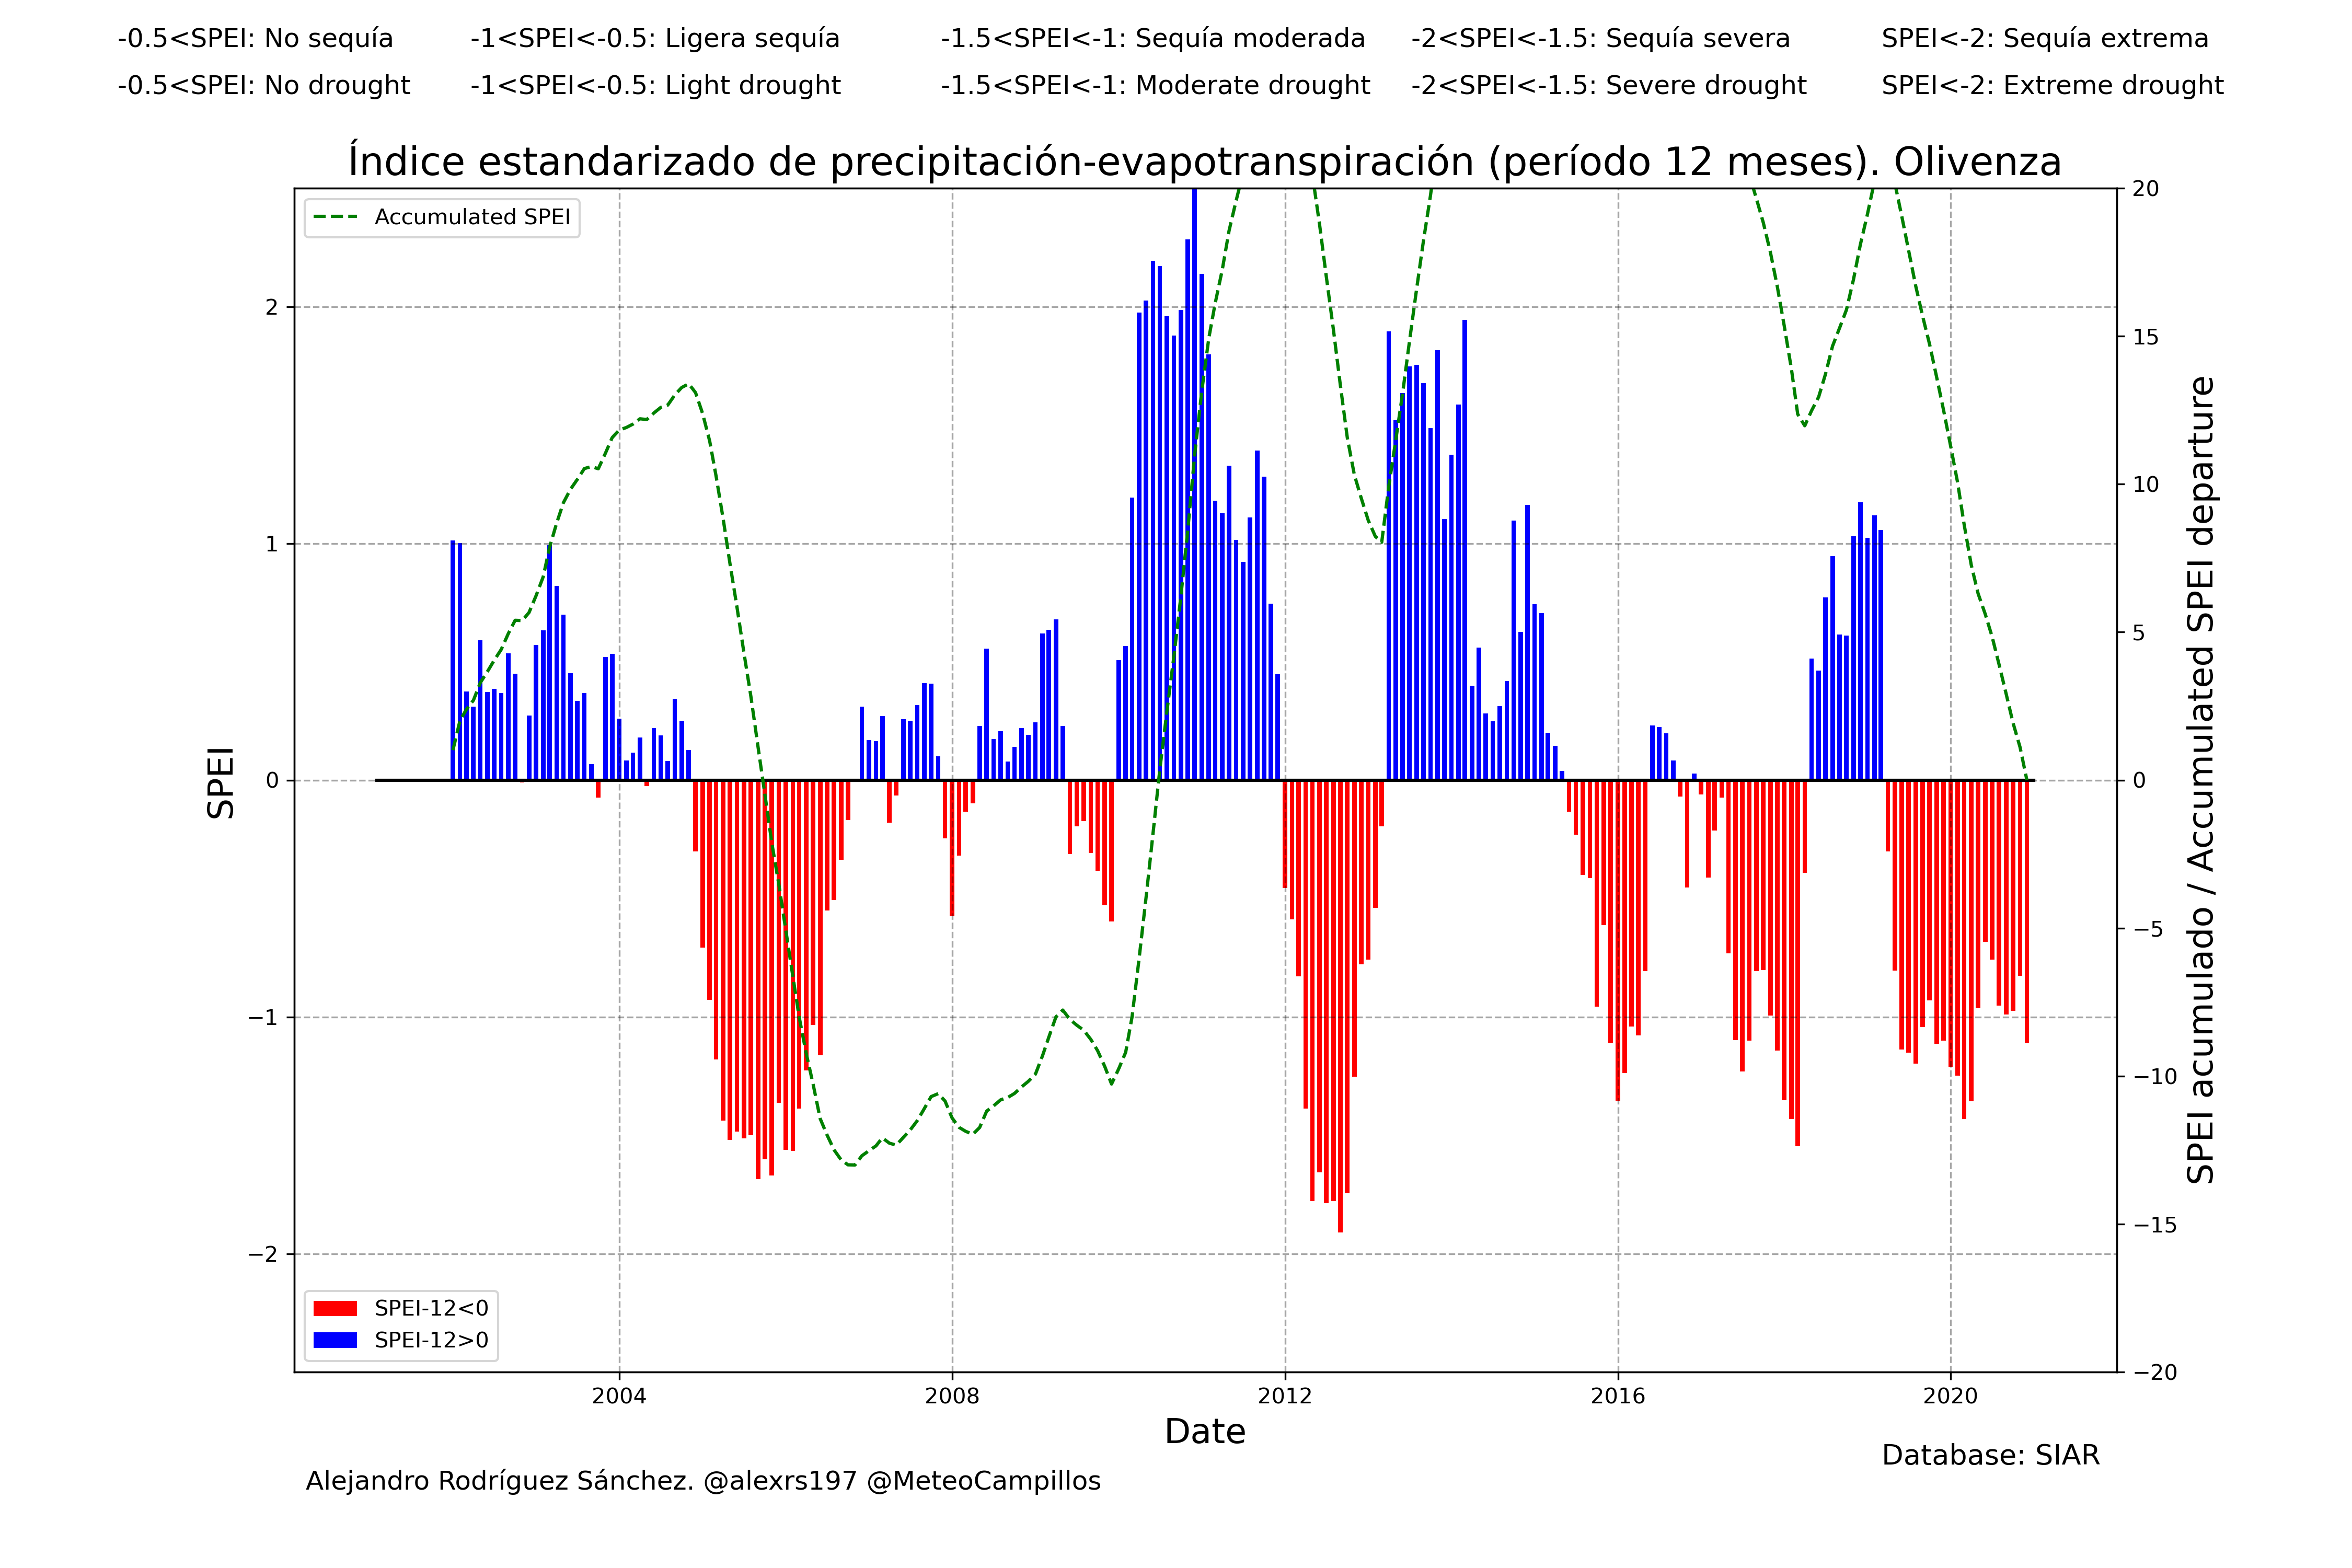 -0.5<SPEI: No sequía -1<SPEI<-0.5: Ligera sequía -1.5<SPEI<-1: Sequía moderada -2<SPEI<-1.5: Sequía severa SPEI<-2: Sequía extrema
-0.5<SPEI: No drought -1<SPEI<-0.5: Light drought -1.5<SPEI<-1: Moderate drought -2<SPEI<-1.5: Severe drought SPEI<-2: Extreme drought
Índice estandarizado de precipitación-evapotranspiración (período 12 meses). Olivenza
Accumulated SPEI
SPEI
2
1
0
−1
−2
20
15
10
5
0
−5
−10
−15
−20
SPEI acumulado / Accumulated SPEI departure
SPEI-12<0
SPEI-12>0
2004 2008 2012 2016 2020
Date
Database: SIAR
Alejandro Rodríguez Sánchez. @alexrs197 @MeteoCampillos